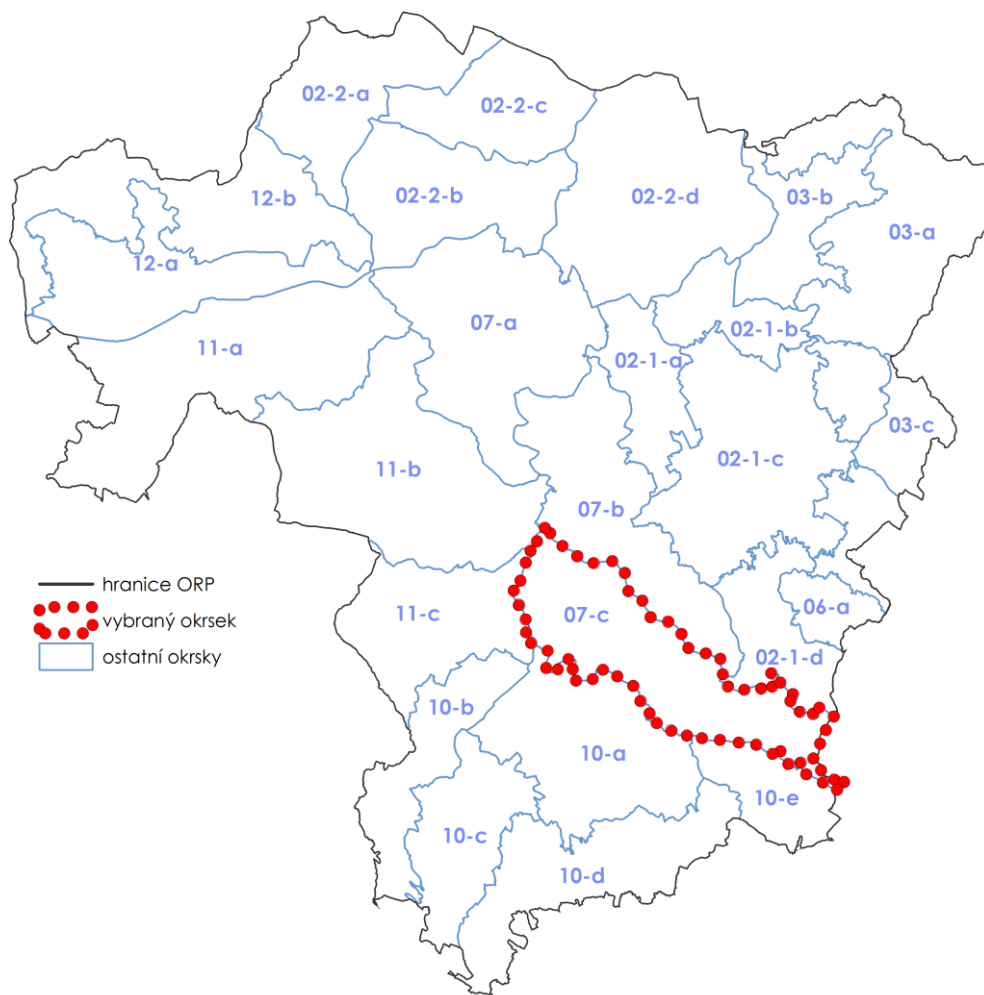 02-2-a
02-2-c
02-2-b
12-b
02-2-d
03-b
03-a
12-a
07-a
02-1-b
11-a
02-1-a
03-c
11-b
02-1-c
07-b
hranice ORP
vybraný okrsek
ostatní okrsky
11-c
07-c
06-a
02-1-d
10-b
10-a
10-e
10-c
10-d